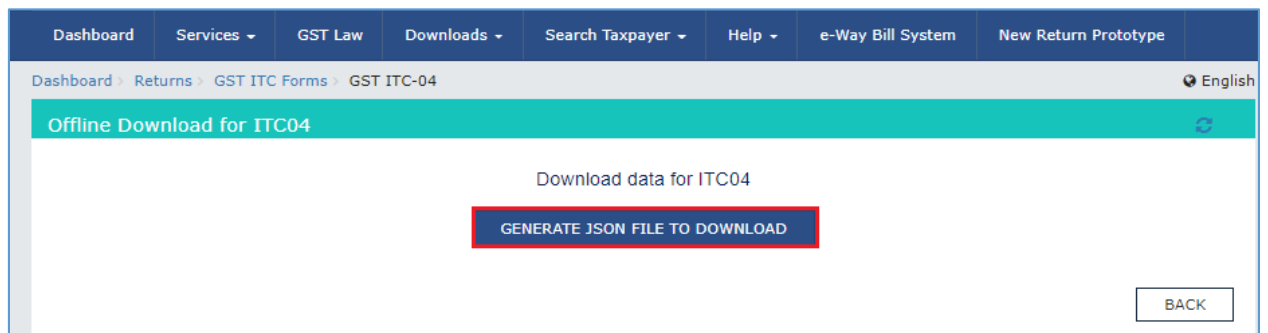 Dashboard Services GST Law Downloads Search Taxpayer Help e-Way Bill System New Return Prototype
Dashboard > Returns > GST ITC Forms > GST ITC-04 English
Offline Download for ITC04
Download data for ITC04
GENERATE JSON FILE TO DOWNLOAD
BACK